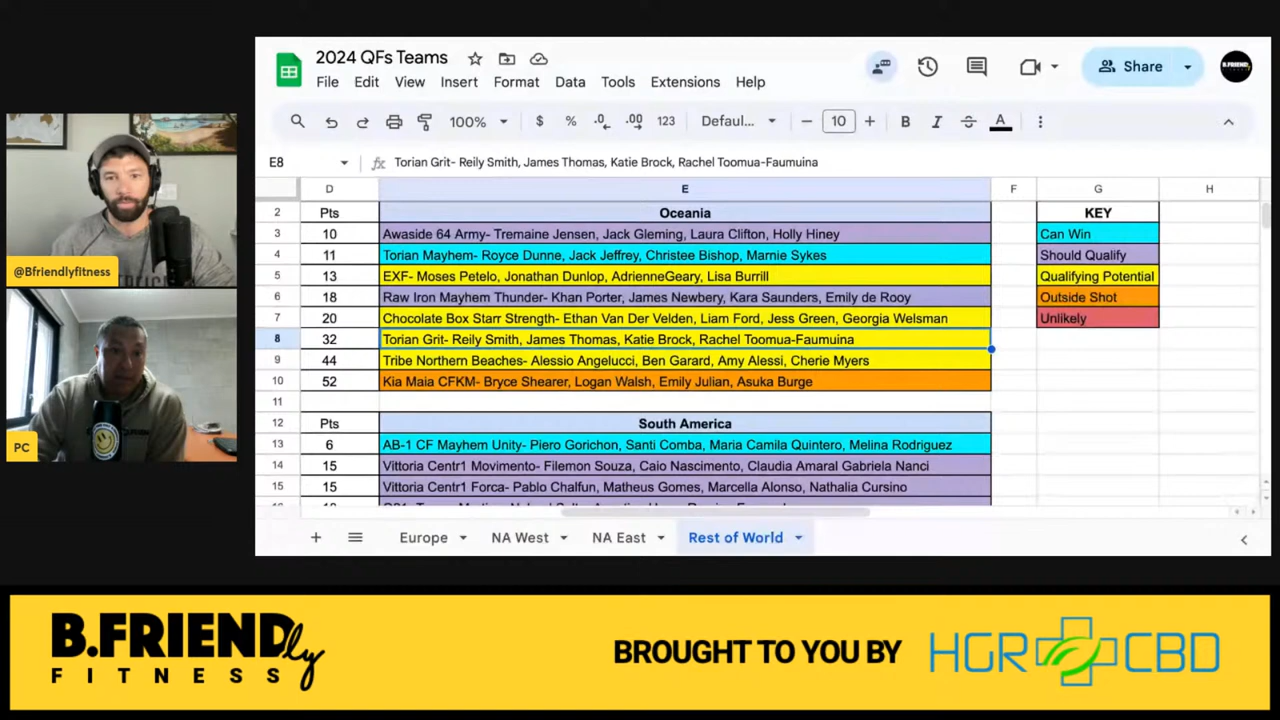 2024 QFs Teams
File Edit View Insert Format Data Tools Extensions Help
Share
100% $ % .0 .00 123 Defaul... 10 B I S A
E8 fx Torian Grit- Reily Smith, James Thomas, Katie Brock, Rachel Toomua-Faumuina
D E F G H
2 Pts Oceania KEY
3 10 Awaside 64 Army- Tremaine Jensen, Jack Gleming, Laura Clifton, Holly Hiney Can Win
4 11 Torian Mayhem- Royce Dunne, Jack Jeffrey, Christee Bishop, Marnie Sykes Should Qualify
5 13 EXF- Moses Petelo, Jonathan Dunlop, AdrienneGeary, Lisa Burrill Qualifying Potential
6 18 Raw Iron Mayhem Thunder- Khan Porter, James Newbery, Kara Saunders, Emily de Rooy Outside Shot
7 20 Chocolate Box Starr Strength- Ethan Van Der Velden, Liam Ford, Jess Green, Georgia Welsman Unlikely
8 32 Torian Grit- Reily Smith, James Thomas, Katie Brock, Rachel Toomua-Faumuina
9 44 Tribe Northern Beaches- Alessio Angelucci, Ben Garard, Amy Alessi, Cherie Myers
10 52 Kia Maia CFKM- Bryce Shearer, Logan Walsh, Emily Julian, Asuka Burge
11
12 Pts South America
13 6 AB-1 CF Mayhem Unity- Piero Gorichon, Santi Comba, Maria Camila Quintero, Melina Rodriguez
14 15 Vittoria Centr1 Movimento- Filemon Souza, Caio Nascimento, Claudia Amaral Gabriela Nanci
15 15 Vittoria Centr1 Forca- Pablo Chalfun, Matheus Gomes, Marcella Alonso, Nathalia Cursino
Europe NA West NA East Rest of World
@Bfriendlyfitness
PC
B.FRIENDly
FITNESS
BROUGHT TO YOU BY
HGR CBD